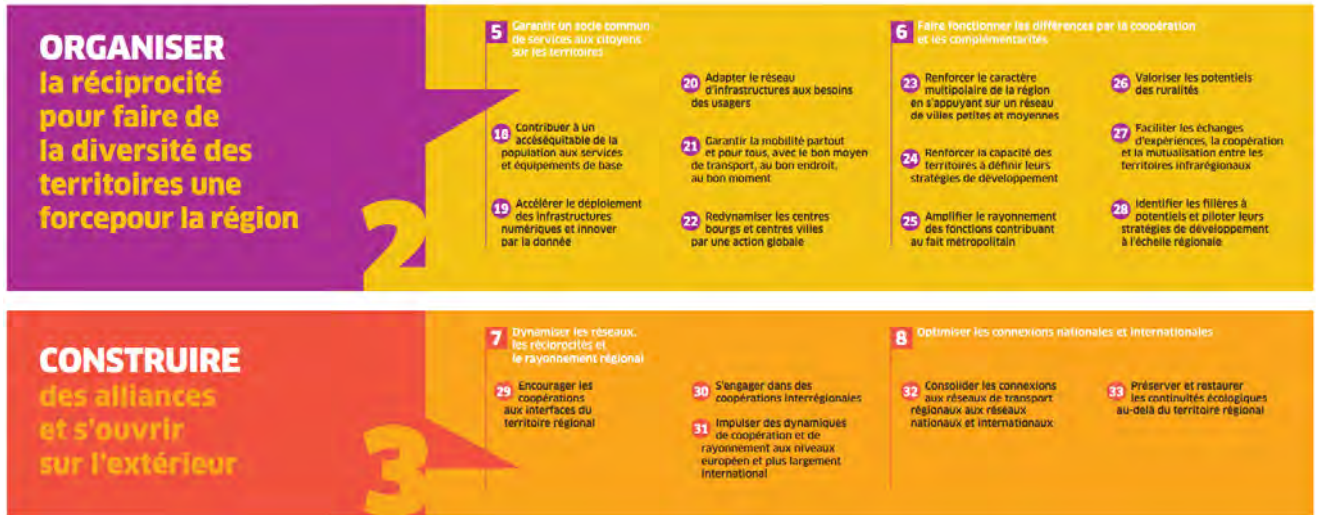 ORGANISER
la réciprocité
pour faire de
la diversité des
territoires une
forcepour la région
2
5 Garantir un socle commun
de services aux citoyens
sur les territoires
18 Contribuer à un
accèséquitable de la
population aux services
et équipements de base
19 Accélérer le déploiement
des infrastructures
numériques et innover
par la donnée
20 Adapter le réseau
d'infrastructures aux besoins
des usagers
21 Garantir la mobilité partout
et pour tous, avec le bon moyen
de transport, au bon endroit,
au bon moment
22 Redynamiser les centres
bourgs et centres villes
par une action globale
6 Faire fonctionner les différences par la coopération
et les complémentarités
23 Renforcer le caractère
multipolaire de la région
en s'appuyant sur un réseau
de villes petites et moyennes
24 Renforcer la capacité des
territoires à définir leurs
stratégies de développement
25 Amplifier le rayonnement
des fonctions contribuant
au fait métropolitain
26 Valoriser les potentiels
des ruralités
27 Faciliter les échanges
d'expériences, la coopération
et la mutualisation entre les
territoires infrarégionaux
28 Identifier les fillères à
potentiels et piloter leurs
stratégies de développement
à l'échelle régionale
CONSTRUIRE
des alliances
et s'ouvrir
sur l'extérieur
3
7 Dynamiser les réseaux,
les réciprocités et
le rayonnement régional
29 Encourager les
coopérations
aux interfaces du
territoire régional
30 S'engager dans des
coopérations interrégionales
31 Impulser des dynamiques
de coopération et de
rayonnement aux niveaux
européen et plus largement
international
8 Optimiser les connexions nationales et internationales
32 Consolider les connexions
aux réseaux de transport
régionaux aux réseaux
nationaux et internationaux
33 Préserver et restaurer
les continuités écologiques
au-delà du territoire régional